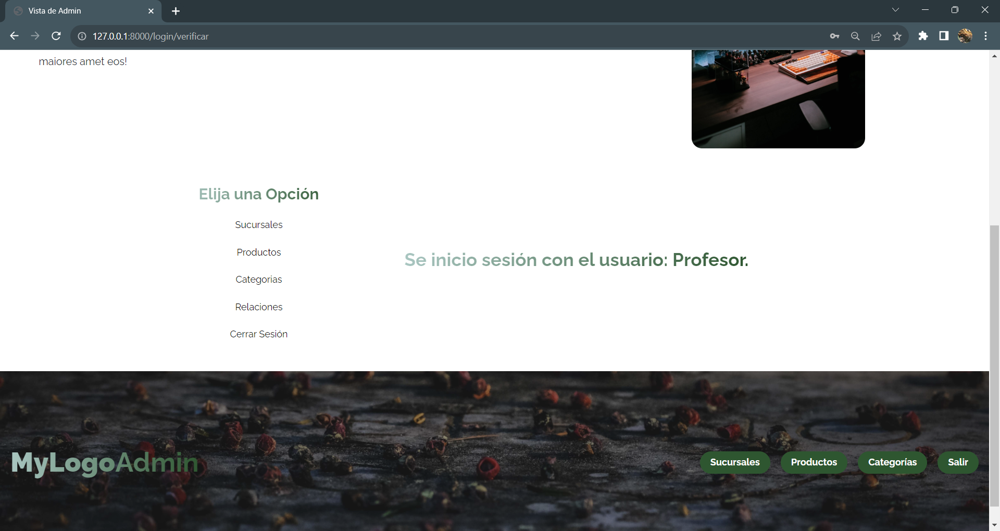 Vista de Admin
127.0.0.1:8000/login/verificar
maiores amet eos!
Elija una Opción
Sucursales
Productos
Categorias
Relaciones
Cerrar Sesión
Se inicio sesión con el usuario: Profesor.
MyLogoAdmin
Sucursales
Productos
Categorías
Salir